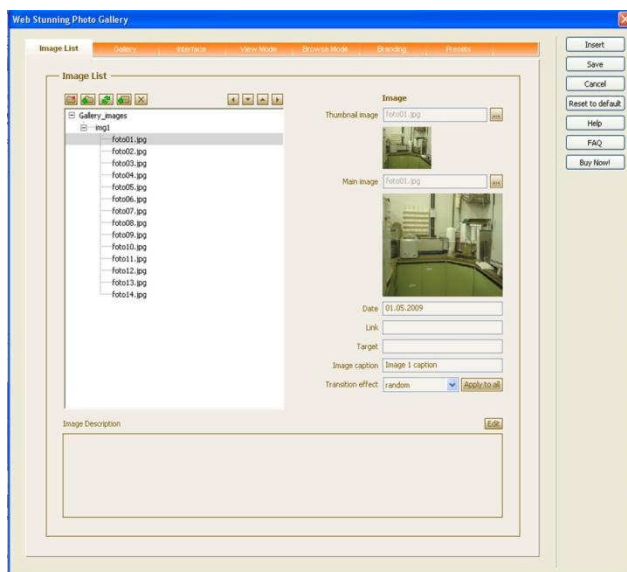 Web Stunning Photo Gallery
Image List Gallery Interface View Mode Browse Mode Branding Presets
Insert
Save
Cancel
Reset to default
Help
FAQ
Buy Now!
Image List
Gallery_images
img1
foto01.jpg
foto02.jpg
foto03.jpg
foto04.jpg
foto05.jpg
foto06.jpg
foto07.jpg
foto08.jpg
foto09.jpg
foto10.jpg
foto11.jpg
foto12.jpg
foto13.jpg
foto14.jpg
Image
Thumbnail image foto01.jpg ...
Main image foto01.jpg ...
Date 01.05.2009
Link
Target
Image caption Image 1 caption
Transition effect random Apply to all
Image Description Edit